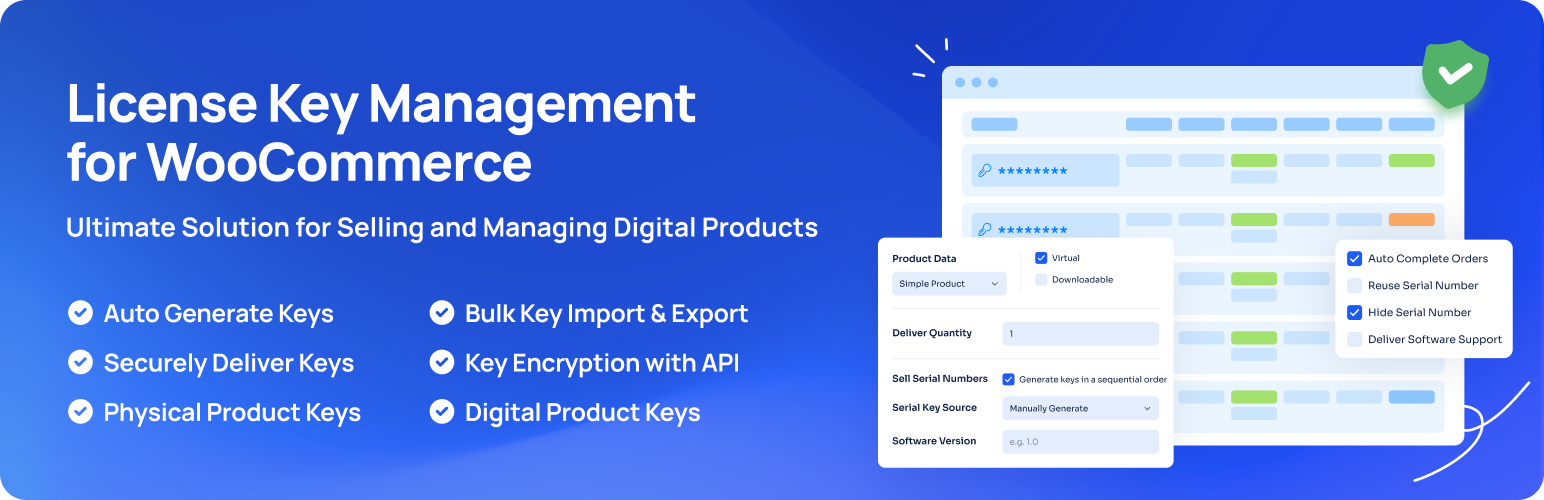 License Key Management
for WooCommerce
Ultimate Solution for Selling and Managing Digital Products
Auto Generate Keys
Bulk Key Import & Export
Securely Deliver Keys
Key Encryption with API
Physical Product Keys
Digital Product Keys
********
********
Product Data
Simple Product
Virtual
Downloadable
Deliver Quantity
1
Sell Serial Numbers
Generate keys in a sequential order
Serial Key Source
Manually Generate
Software Version
e.g. 1.0
Auto Complete Orders
Reuse Serial Number
Hide Serial Number
Deliver Software Support